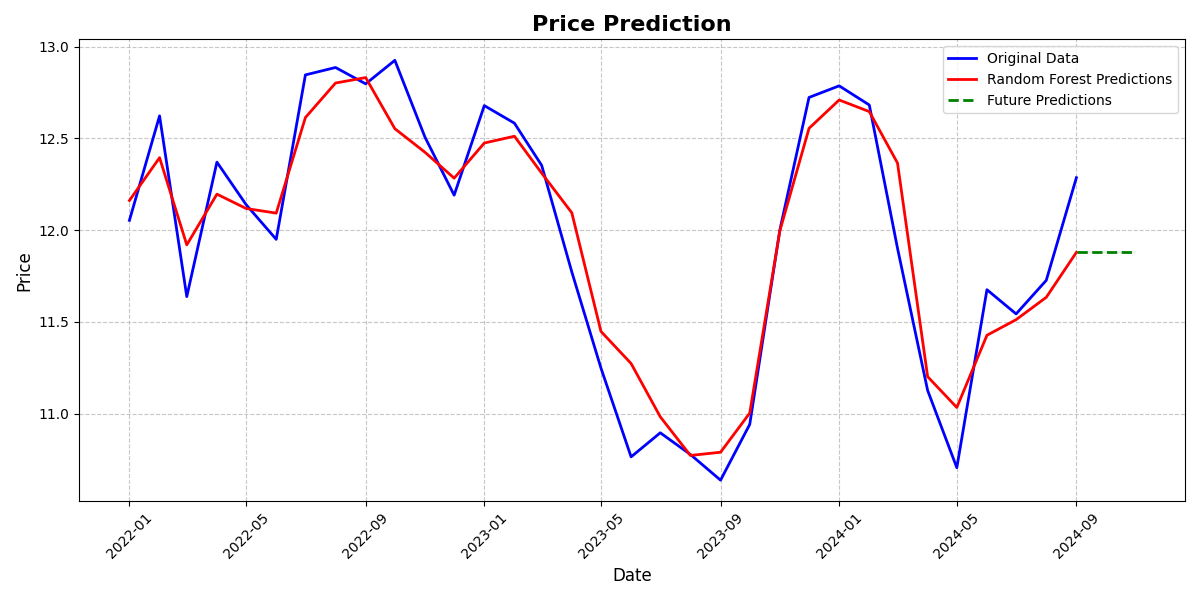 Price Prediction
Original Data
Random Forest Predictions
Future Predictions
Price
13.0
12.5
12.0
11.5
11.0
2022-01
2022-05
2022-09
2023-01
2023-05
2023-09
2024-01
2024-05
2024-09
Date